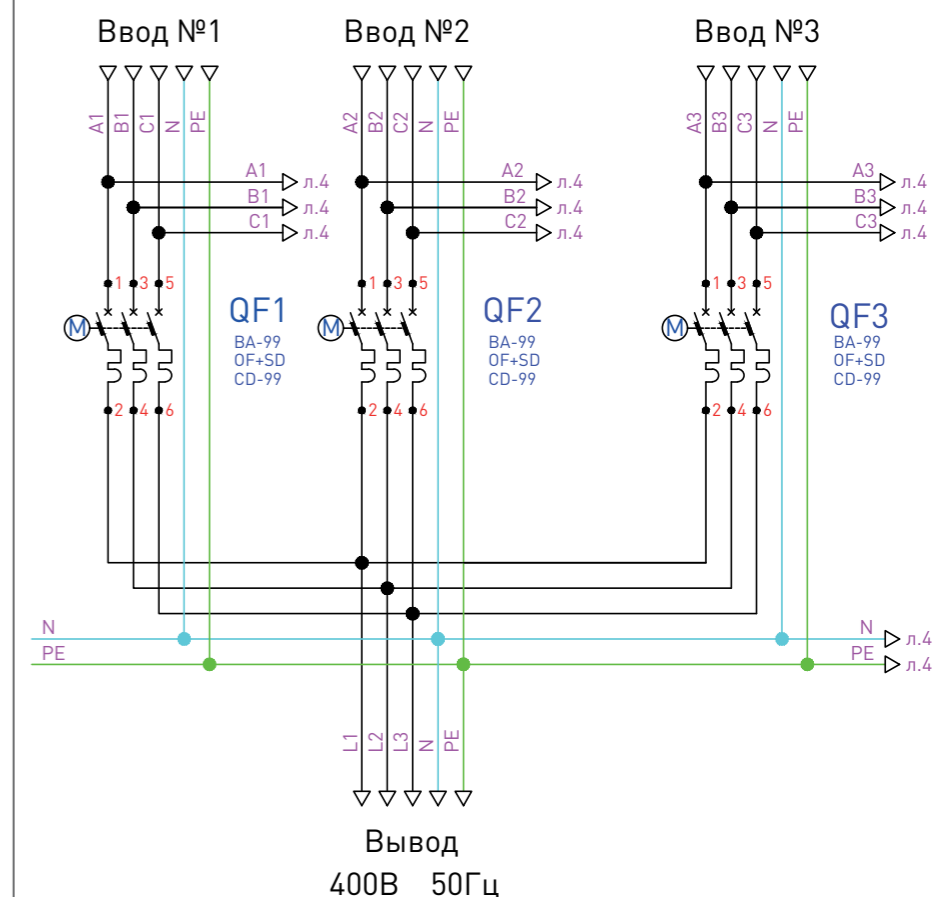 Ввод №1 Ввод №2 Ввод №3
A1 B1 C1 N PE A2 B2 C2 N PE A3 B3 C3 N PE
A1 л.4 A2 л.4 A3 л.4
B1 л.4 B2 л.4 B3 л.4
C1 л.4 C2 л.4 C3 л.4
1 3 5 1 3 5 1 3 5
M QF1 M QF2 M QF3
ВА-99 ВА-99 ВА-99
OF+SD OF+SD OF+SD
CD-99 CD-99 CD-99
2 4 6 2 4 6 2 4 6
N N л.4
PE PE л.4
L1 L2 L3 N PE
Вывод
400В 50Гц